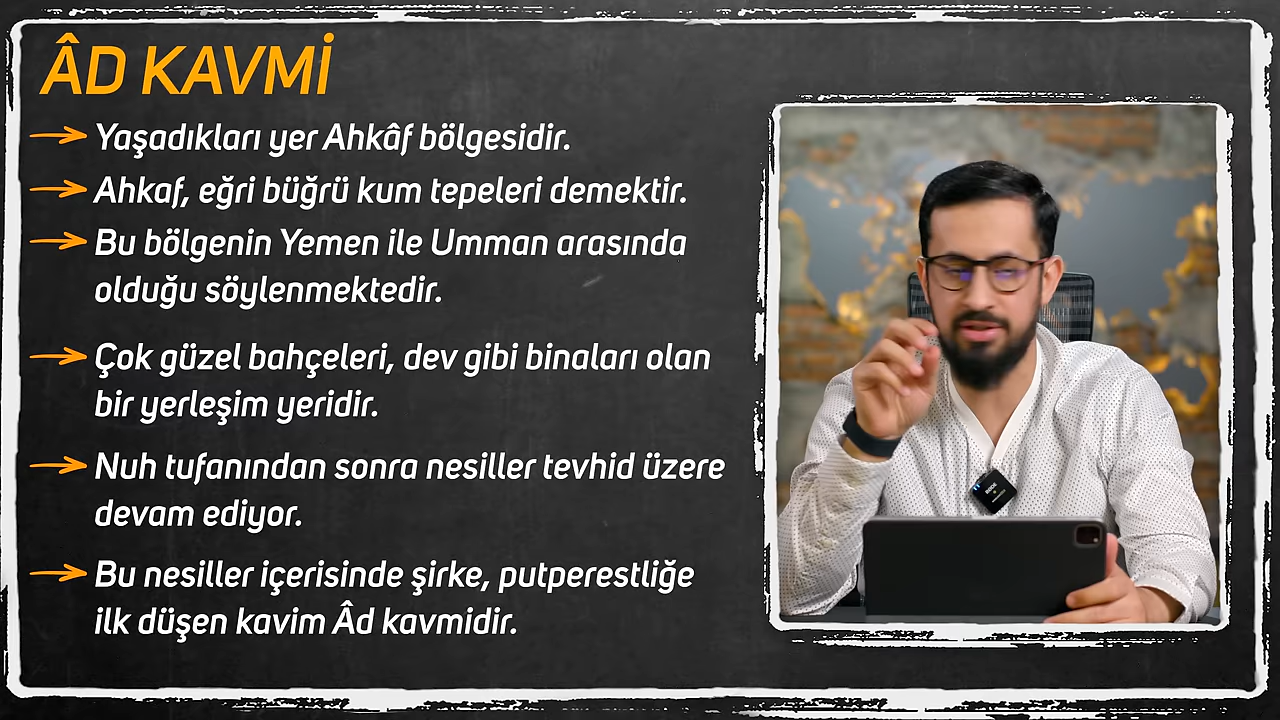 ÂD KAVMİ
Yaşadıkları yer Ahkâf bölgesidir.
Ahkaf, eğri büğrü kum tepeleri demektir.
Bu bölgenin Yemen ile Umman arasında
olduğu söylenmektedir.
Çok güzel bahçeleri, dev gibi binaları olan
bir yerleşim yeridir.
Nuh tufanından sonra nesiller tevhid üzere
devam ediyor.
Bu nesiller içerisinde şirke, putperestliğe
ilk düşen kavim Âd kavmidir.